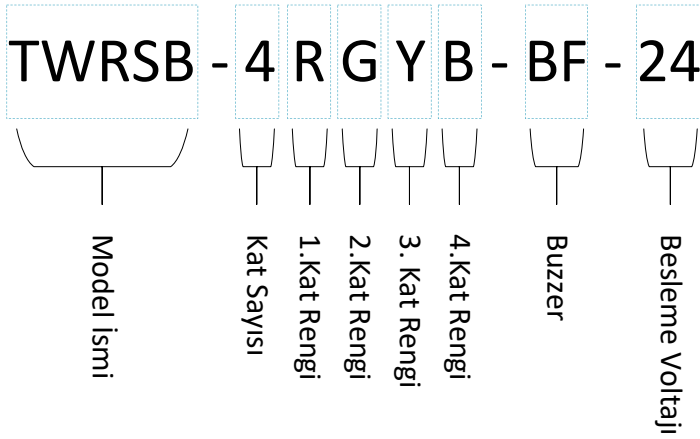 TWRSB - 4 R G Y B - BF - 24
Model İsmi
Kat Sayısı
1.Kat Rengi
2.Kat Rengi
3. Kat Rengi
4.Kat Rengi
Buzzer
Besleme Voltajı